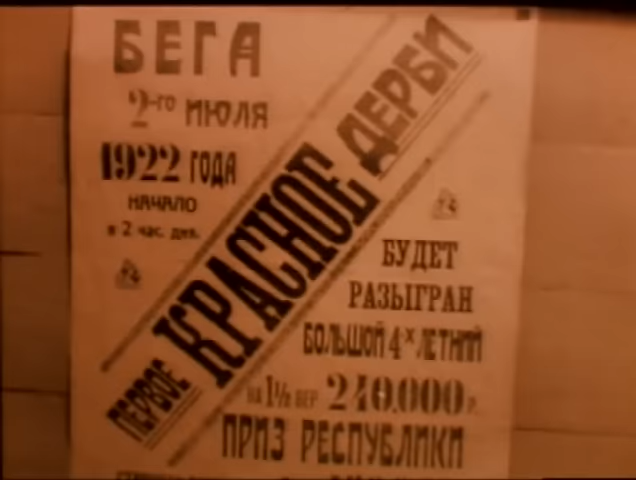 БЕГА
2-го ИЮЛЯ
1922 ГОДА
НАЧАЛО
в 2 час. дня.
ПЕРВОЕ КРАСНОЕ ДЕРБИ
БУДЕТ
РАЗЫГРАН
БОЛЬШОЙ 4х ЛЕТНИЙ
НА 1½ ВЕР. 240.000 Р.
ПРИЗ РЕСПУБЛИКИ